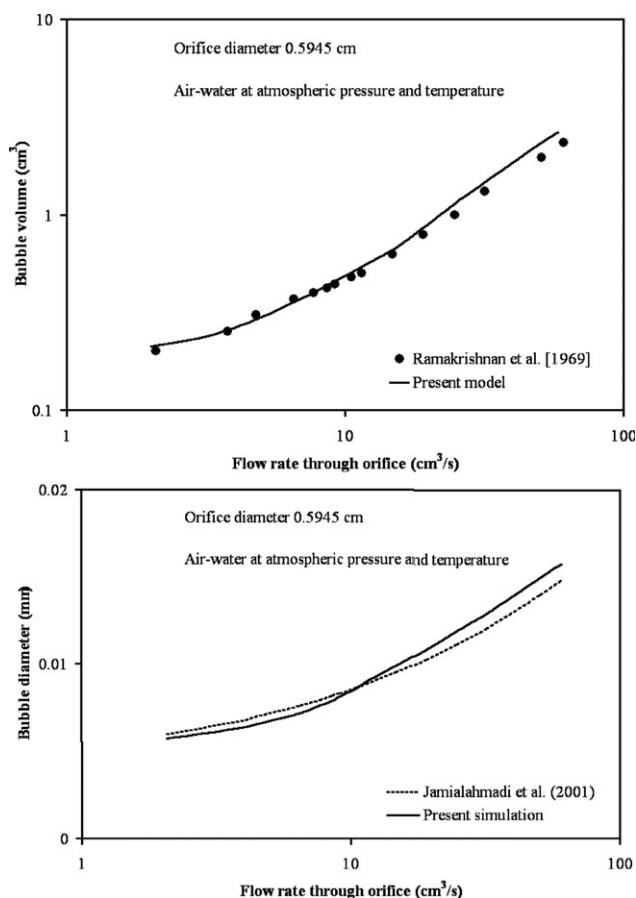 10
Orifice diameter 0.5945 cm
Air-water at atmospheric pressure and temperature
Bubble volume (cm³)
1
Ramakrishnan et al. [1969]
Present model
0.1
1 10 100
Flow rate through orifice (cm³/s)
0.02
Orifice diameter 0.5945 cm
Air-water at atmospheric pressure and temperature
Bubble diameter (mn)
0.01
Jamialahmadi et al. (2001)
Present simulation
0
1 10 100
Flow rate through orifice (cm³/s)